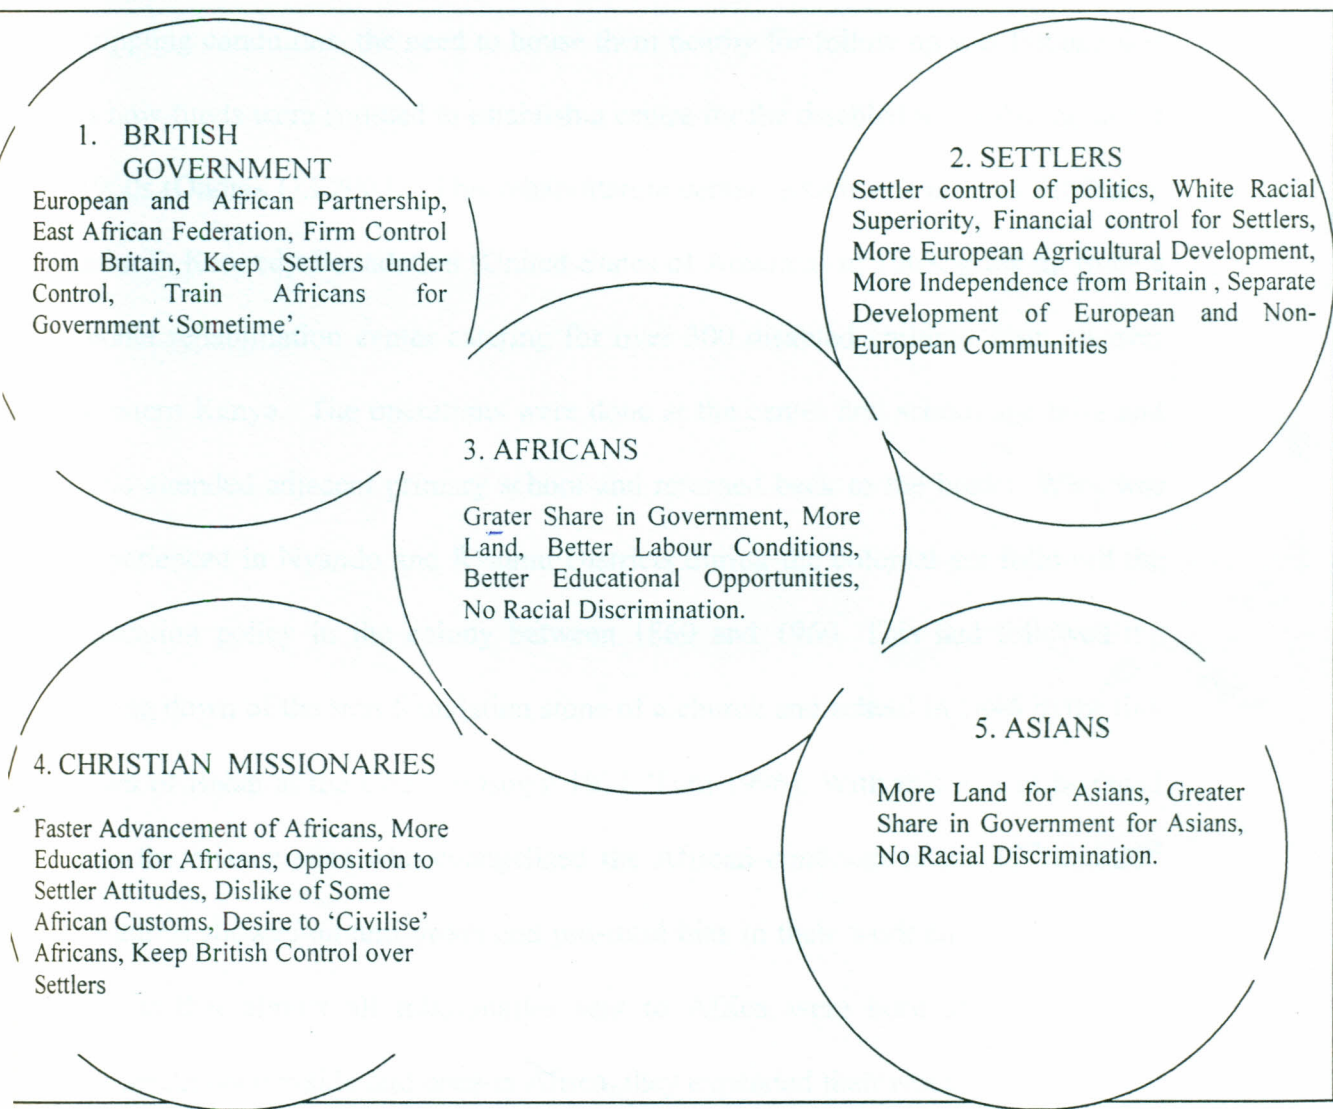 1. BRITISH
GOVERNMENT
European and African Partnership,
East African Federation, Firm Control
from Britain, Keep Settlers under
Control, Train Africans for
Government ‘Sometime’.
2. SETTLERS
Settler control of politics, White Racial
Superiority, Financial control for Settlers,
More European Agricultural Development,
More Independence from Britain , Separate
Development of European and Non-
European Communities
3. AFRICANS
Grater Share in Government, More
Land, Better Labour Conditions,
Better Educational Opportunities,
No Racial Discrimination.
4. CHRISTIAN MISSIONARIES
Faster Advancement of Africans, More
Education for Africans, Opposition to
Settler Attitudes, Dislike of Some
African Customs, Desire to ‘Civilise’
Africans, Keep British Control over
Settlers
5. ASIANS
More Land for Asians, Greater
Share in Government for Asians,
No Racial Discrimination.